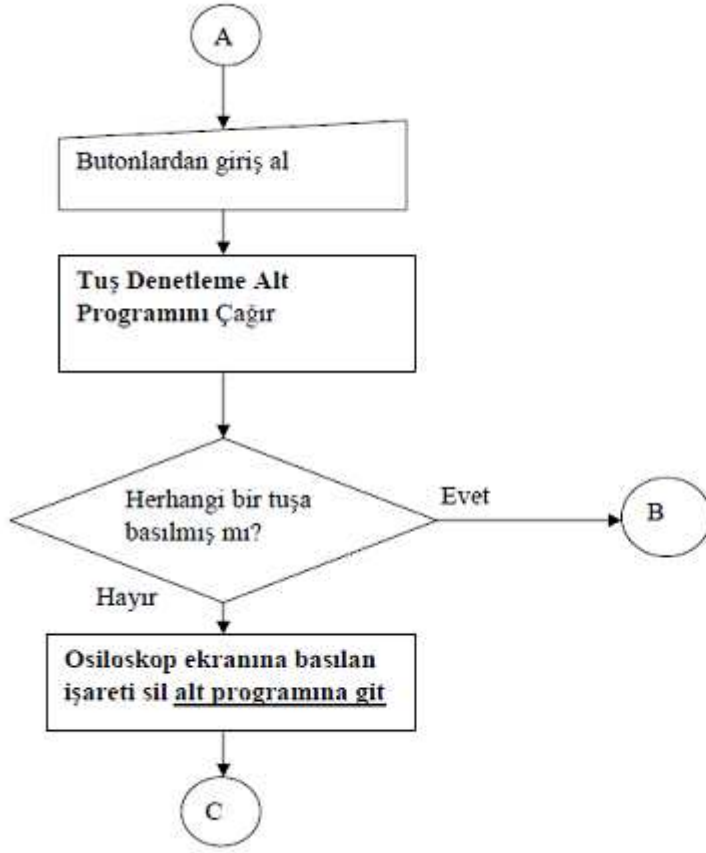 A
Butonlardan giriş al
Tuş Denetleme Alt
Programını Çağır
Herhangi bir tuşa
basılmış mı?
Evet
B
Hayır
Osiloskop ekranına basılan
işareti sil alt programına git
C